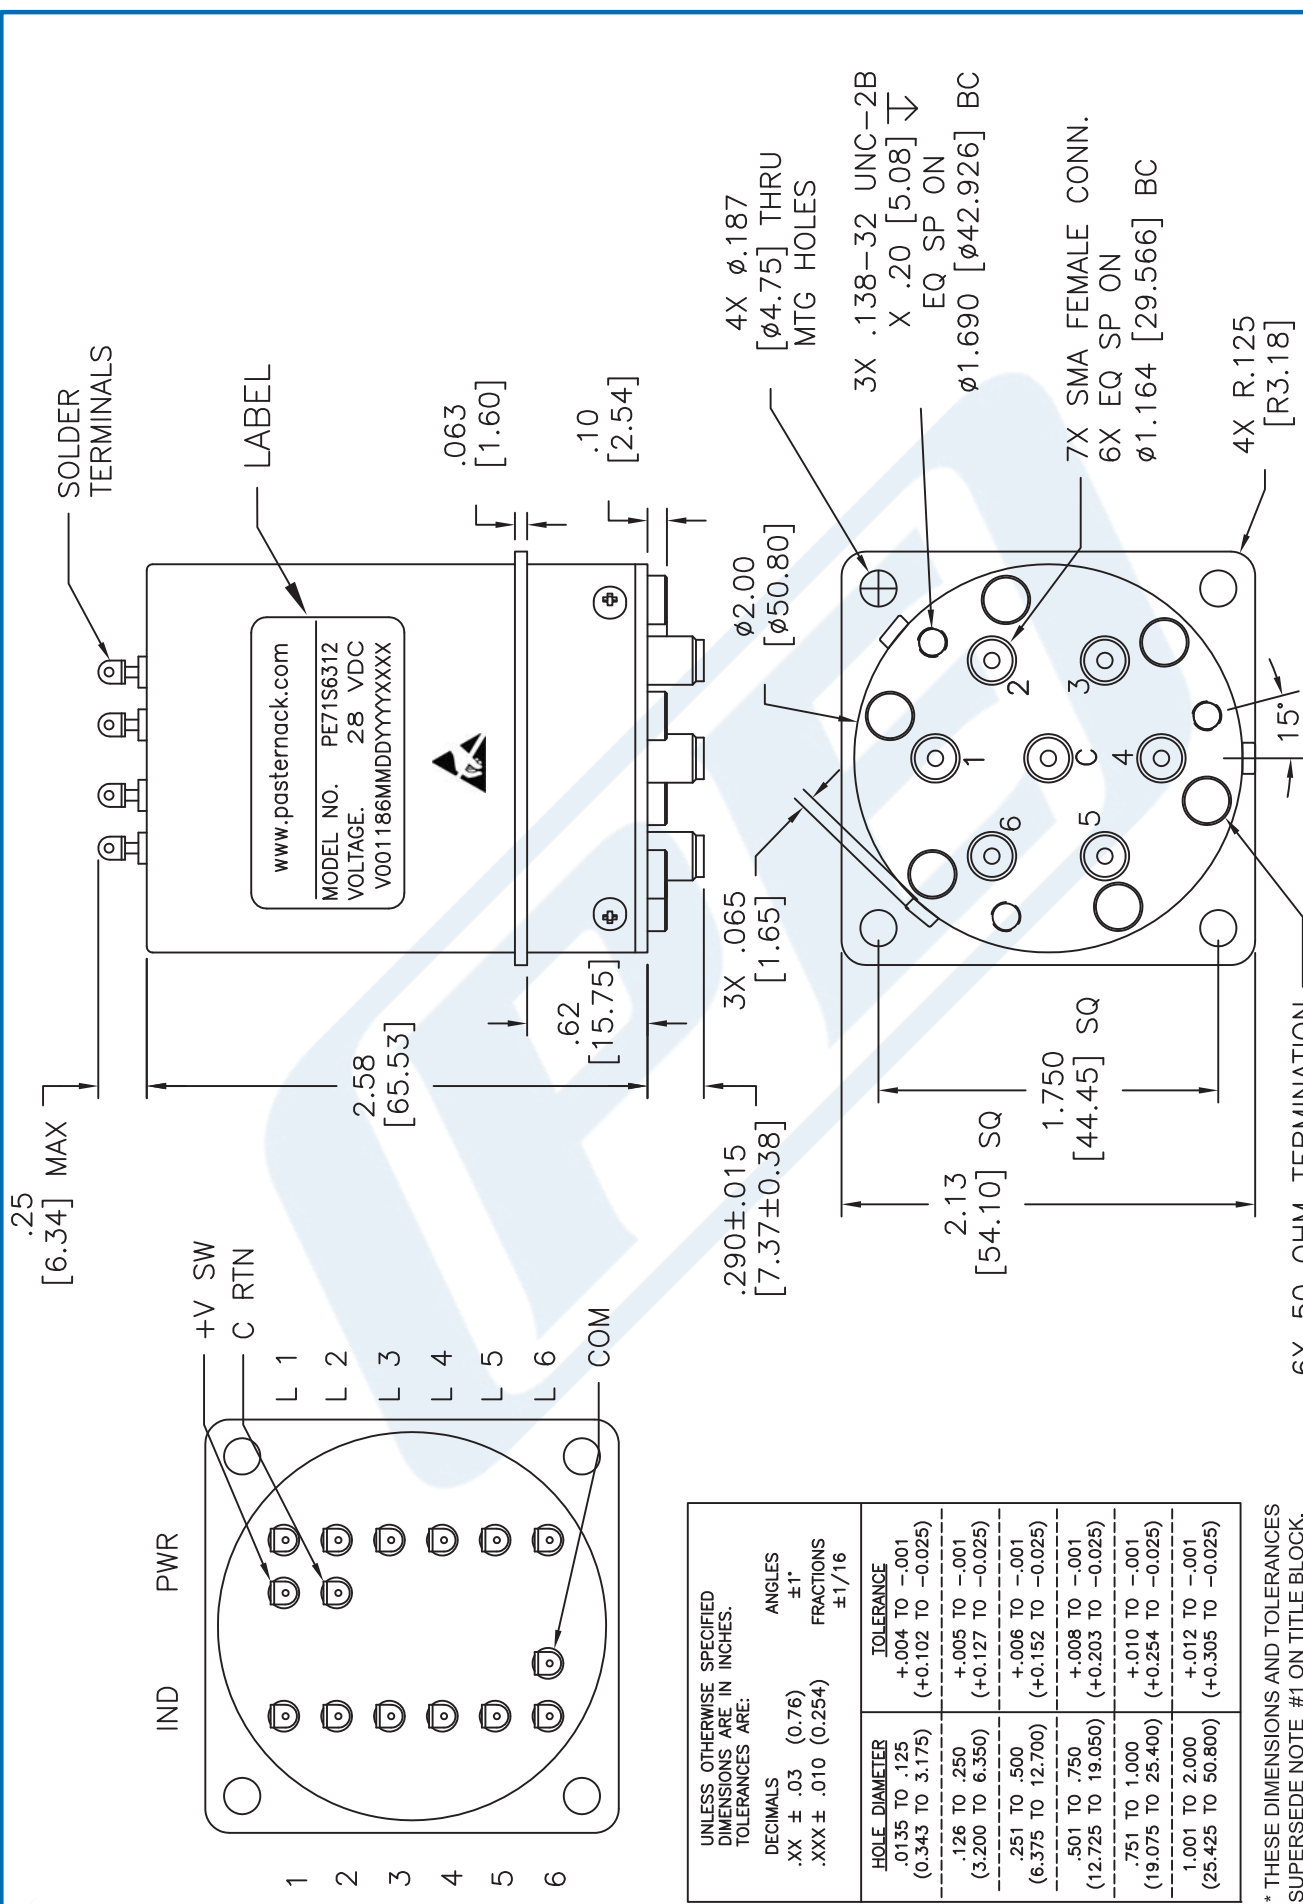 .25
[6.34] MAX
SOLDER
TERMINALS
LABEL
www.pasternack.com
MODEL NO. PE71S6312
VOLTAGE. 28 VDC
V001186MMDDYYYYXXXX
2.58
[65.53]
.063
[1.60]
.62
[15.75]
.10
[2.54]
.290±.015
[7.37±0.38]
IND PWR
+V SW
C RTN
1 L 1
2 L 2
3 L 3
4 L 4
5 L 5
6 L 6
COM
4X ⌀.187
[⌀4.75] THRU
MTG HOLES
3X .138-32 UNC-2B
X .20 [5.08] ↧
EQ SP ON
⌀1.690 [⌀42.926] BC
⌀2.00
[⌀50.80]
3X .065
[1.65]
7X SMA FEMALE CONN.
6X EQ SP ON
⌀1.164 [29.566] BC
4X R.125
[R3.18]
1
2
3
4
5
6
C
15°
1.750
[44.45] SQ
2.13
[54.10] SQ
6X 50 OHM TERMINATION
UNLESS OTHERWISE SPECIFIED
DIMENSIONS ARE IN INCHES.
TOLERANCES ARE:
DECIMALS ANGLES
.XX ± .03 (0.76) ±1°
.XXX ± .010 (0.254) FRACTIONS
±1/16
HOLE DIAMETER TOLERANCE
.0135 TO .125 +.004 TO -.001
(0.343 TO 3.175) (+0.102 TO -0.025)
.126 TO .250 +.005 TO -.001
(3.200 TO 6.350) (+0.127 TO -0.025)
.251 TO .500 +.006 TO -.001
(6.375 TO 12.700) (+0.152 TO -0.025)
.501 TO .750 +.008 TO -.001
(12.725 TO 19.050) (+0.203 TO -0.025)
.751 TO 1.000 +.010 TO -.001
(19.075 TO 25.400) (+0.254 TO -0.025)
1.001 TO 2.000 +.012 TO -.001
(25.425 TO 50.800) (+0.305 TO -0.025)
* THESE DIMENSIONS AND TOLERANCES
SUPERSEDE NOTE #1 ON TITLE BLOCK.
PE